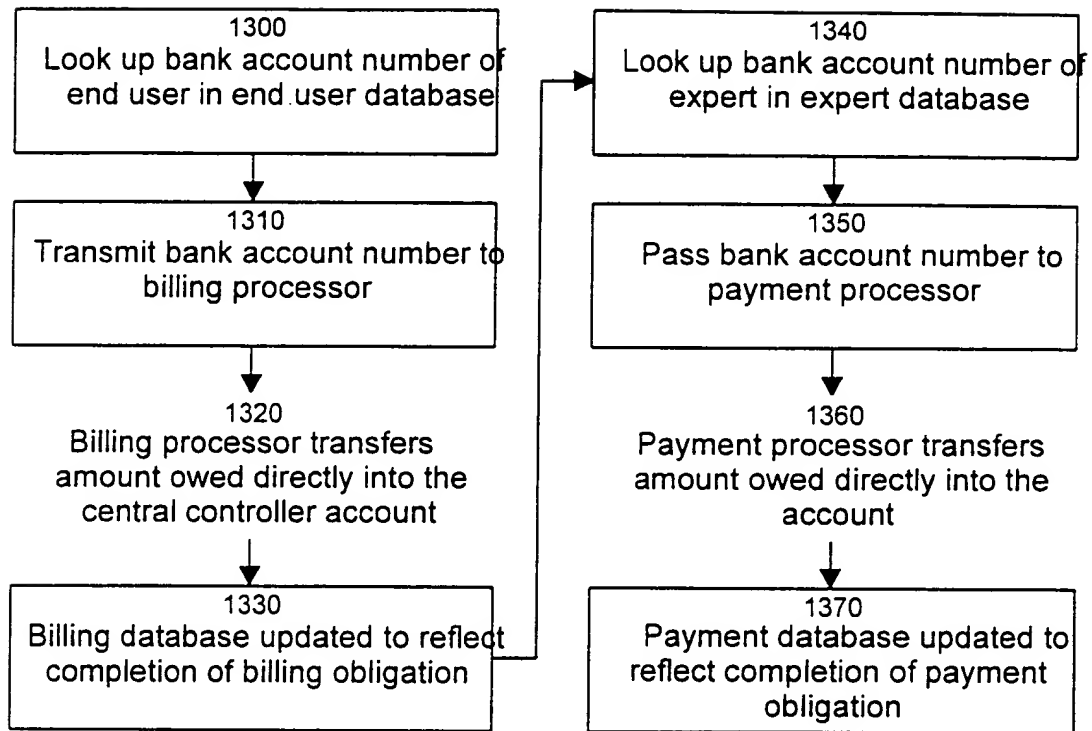 1300
Look up bank account number of
end user in end user database
1310
Transmit bank account number to
billing processor
1320
Billing processor transfers
amount owed directly into the
central controller account
1330
Billing database updated to reflect
completion of billing obligation
1340
Look up bank account number of
expert in expert database
1350
Pass bank account number to
payment processor
1360
Payment processor transfers
amount owed directly into the
account
1370
Payment database updated to
reflect completion of payment
obligation